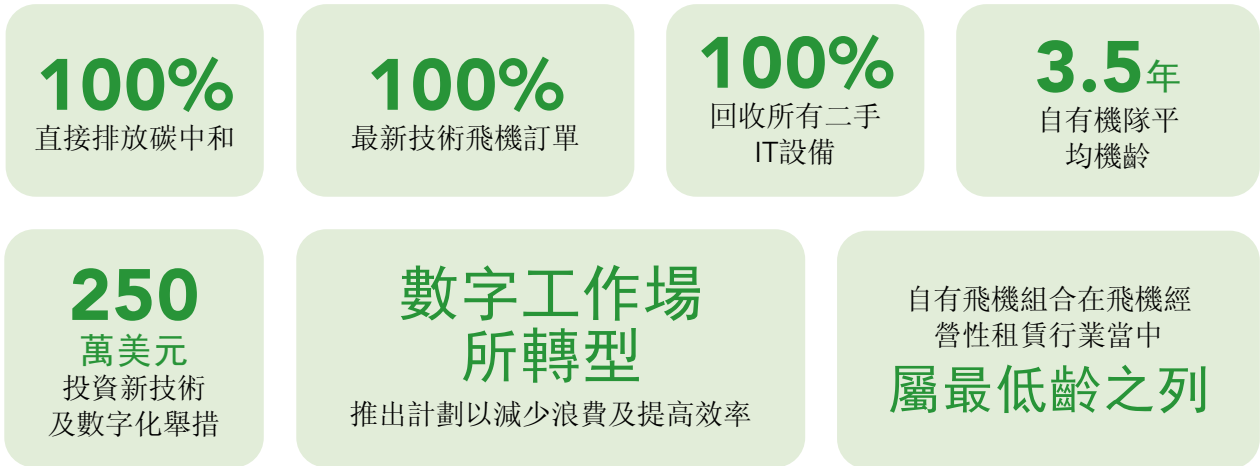 100%
直接排放碳中和
100%
最新技術飛機訂單
100%
回收所有二手
IT設備
3.5年
自有機隊平
均機齡
250
萬美元
投資新技術
及數字化舉措
數字工作場
所轉型
推出計劃以減少浪費及提高效率
自有飛機組合在飛機經
營性租賃行業當中
屬最低齡之列